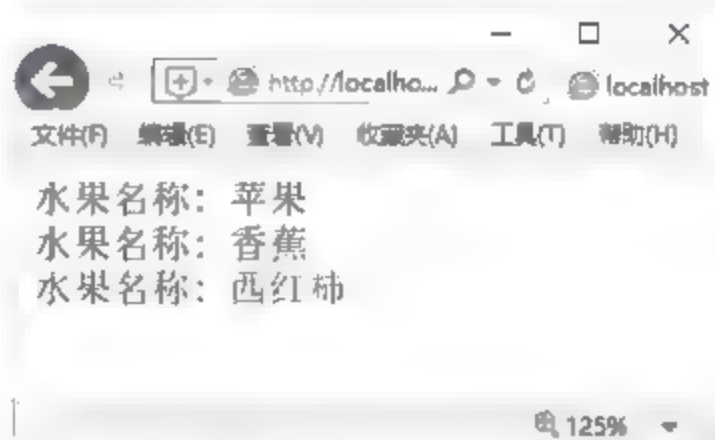 http://localho... localhost
文件(F) 编辑(E) 查看(V) 收藏夹(A) 工具(T) 帮助(H)
水果名称: 苹果
水果名称: 香蕉
水果名称: 西红柿
125%